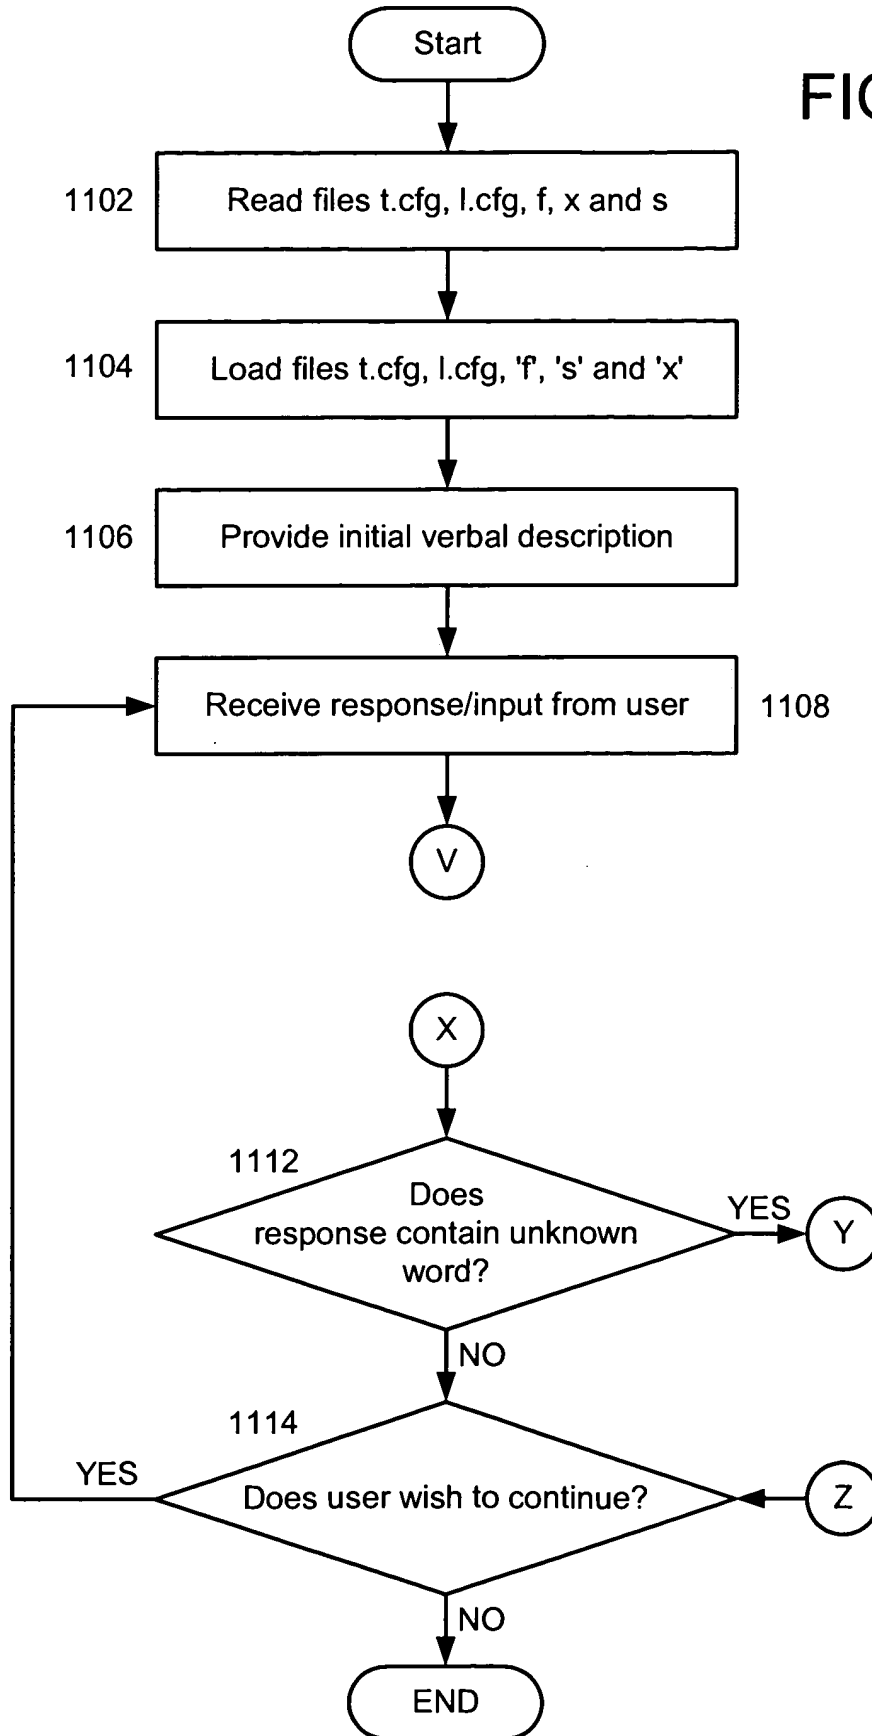 Start
FIG
1102
Read files t.cfg, l.cfg, f, x and s
1104
Load files t.cfg, l.cfg, 'f', 's' and 'x'
1106
Provide initial verbal description
Receive response/input from user
1108
V
X
1112
Does
response contain unknown
word?
YES
Y
NO
1114
YES
Does user wish to continue?
Z
NO
END